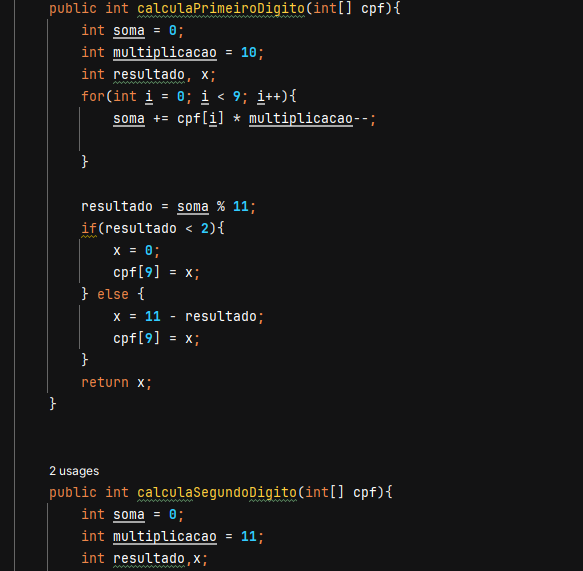 public int calculaPrimeiroDigito(int[] cpf){
int soma = 0;
int multiplicacao = 10;
int resultado, x;
for(int i = 0; i < 9; i++){
soma += cpf[i] * multiplicacao--;
}
resultado = soma % 11;
if(resultado < 2){
x = 0;
cpf[9] = x;
} else {
x = 11 - resultado;
cpf[9] = x;
}
return x;
}
2 usages
public int calculaSegundoDigito(int[] cpf){
int soma = 0;
int multiplicacao = 11;
int resultado,x;